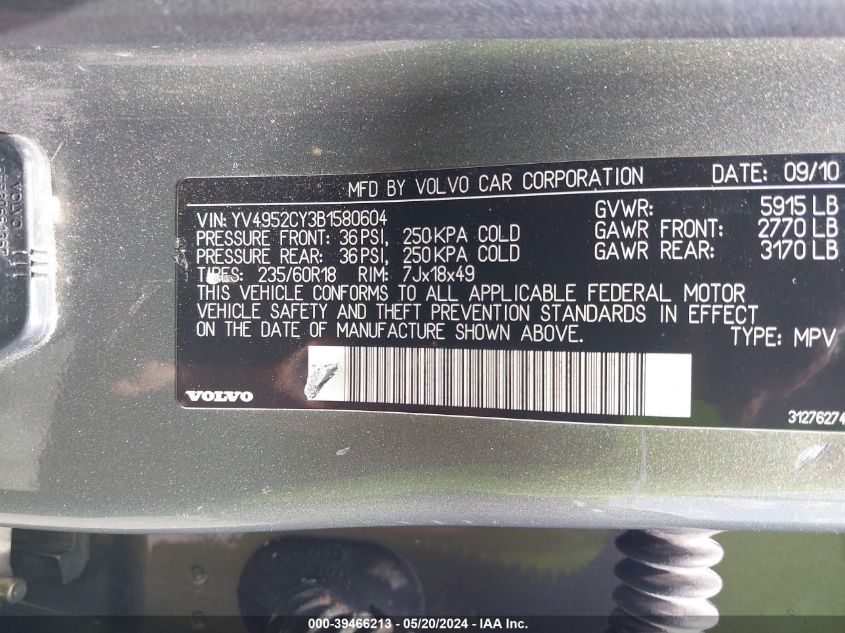 MFD BY VOLVO CAR CORPORATION DATE: 09/10
VIN: YV4952CY3B1580604 GVWR: 5915 LB
PRESSURE FRONT: 36 PSI, 250 KPA COLD GAWR FRONT: 2770 LB
PRESSURE REAR: 36 PSI, 250 KPA COLD GAWR REAR: 3170 LB
TIRES: 235/60R18 RIM: 7Jx18x49
THIS VEHICLE CONFORMS TO ALL APPLICABLE FEDERAL MOTOR
VEHICLE SAFETY AND THEFT PREVENTION STANDARDS IN EFFECT
ON THE DATE OF MANUFACTURE SHOWN ABOVE. TYPE: MPV
VOLVO
31276274
VOLVO
000-39466213 - 05/20/2024 - IAA Inc.